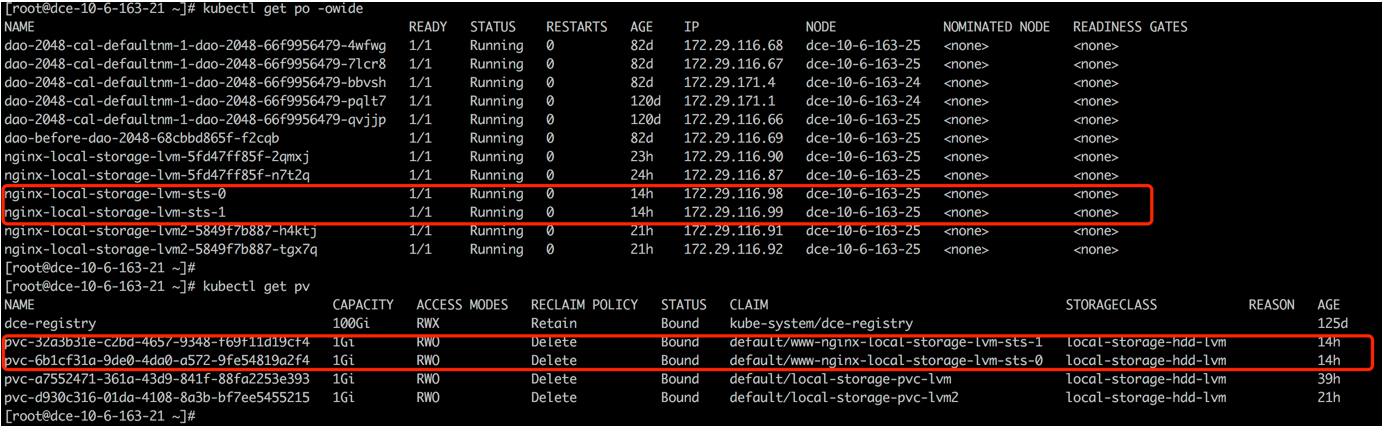 [root@dce-10-6-163-21 ~]# kubectl get po -owide
NAME READY STATUS RESTARTS AGE IP NODE NOMINATED NODE READINESS GATES
dao-2048-cal-defaultnm-1-dao-2048-66f9956479-4wfwg 1/1 Running 0 82d 172.29.116.68 dce-10-6-163-25 <none> <none>
dao-2048-cal-defaultnm-1-dao-2048-66f9956479-7lcr8 1/1 Running 0 82d 172.29.116.67 dce-10-6-163-25 <none> <none>
dao-2048-cal-defaultnm-1-dao-2048-66f9956479-bbvsh 1/1 Running 0 82d 172.29.171.4 dce-10-6-163-24 <none> <none>
dao-2048-cal-defaultnm-1-dao-2048-66f9956479-pqlt7 1/1 Running 0 120d 172.29.171.1 dce-10-6-163-24 <none> <none>
dao-2048-cal-defaultnm-1-dao-2048-66f9956479-qvjjp 1/1 Running 0 120d 172.29.116.66 dce-10-6-163-25 <none> <none>
dao-before-dao-2048-68cbbd865f-f2cqb 1/1 Running 0 82d 172.29.116.69 dce-10-6-163-25 <none> <none>
nginx-local-storage-lvm-5fd47ff85f-2qmxj 1/1 Running 0 23h 172.29.116.90 dce-10-6-163-25 <none> <none>
nginx-local-storage-lvm-5fd47ff85f-n7t2q 1/1 Running 0 24h 172.29.116.87 dce-10-6-163-25 <none> <none>
nginx-local-storage-lvm-sts-0 1/1 Running 0 14h 172.29.116.98 dce-10-6-163-25 <none> <none>
nginx-local-storage-lvm-sts-1 1/1 Running 0 14h 172.29.116.99 dce-10-6-163-25 <none> <none>
nginx-local-storage-lvm2-5849f7b887-h4ktj 1/1 Running 0 21h 172.29.116.91 dce-10-6-163-25 <none> <none>
nginx-local-storage-lvm2-5849f7b887-tgx7q 1/1 Running 0 21h 172.29.116.92 dce-10-6-163-25 <none> <none>
[root@dce-10-6-163-21 ~]#
[root@dce-10-6-163-21 ~]# kubectl get pv
NAME CAPACITY ACCESS MODES RECLAIM POLICY STATUS CLAIM STORAGECLASS REASON AGE
dce-registry 100Gi RWX Retain Bound kube-system/dce-registry 125d
pvc-32a3b31e-c2bd-4657-9348-f69f11d19cf4 1Gi RWO Delete Bound default/www-nginx-local-storage-lvm-sts-1 local-storage-hdd-lvm 14h
pvc-6b1cf31a-9de0-4da0-a572-9fe54819a2f4 1Gi RWO Delete Bound default/www-nginx-local-storage-lvm-sts-0 local-storage-hdd-lvm 14h
pvc-a7552471-361a-43d9-841f-88fa2253e393 1Gi RWO Delete Bound default/local-storage-pvc-lvm local-storage-hdd-lvm 39h
pvc-d930c316-01da-4108-8a3b-bf7ee5455215 1Gi RWO Delete Bound default/local-storage-pvc-lvm2 local-storage-hdd-lvm 21h
[root@dce-10-6-163-21 ~]#